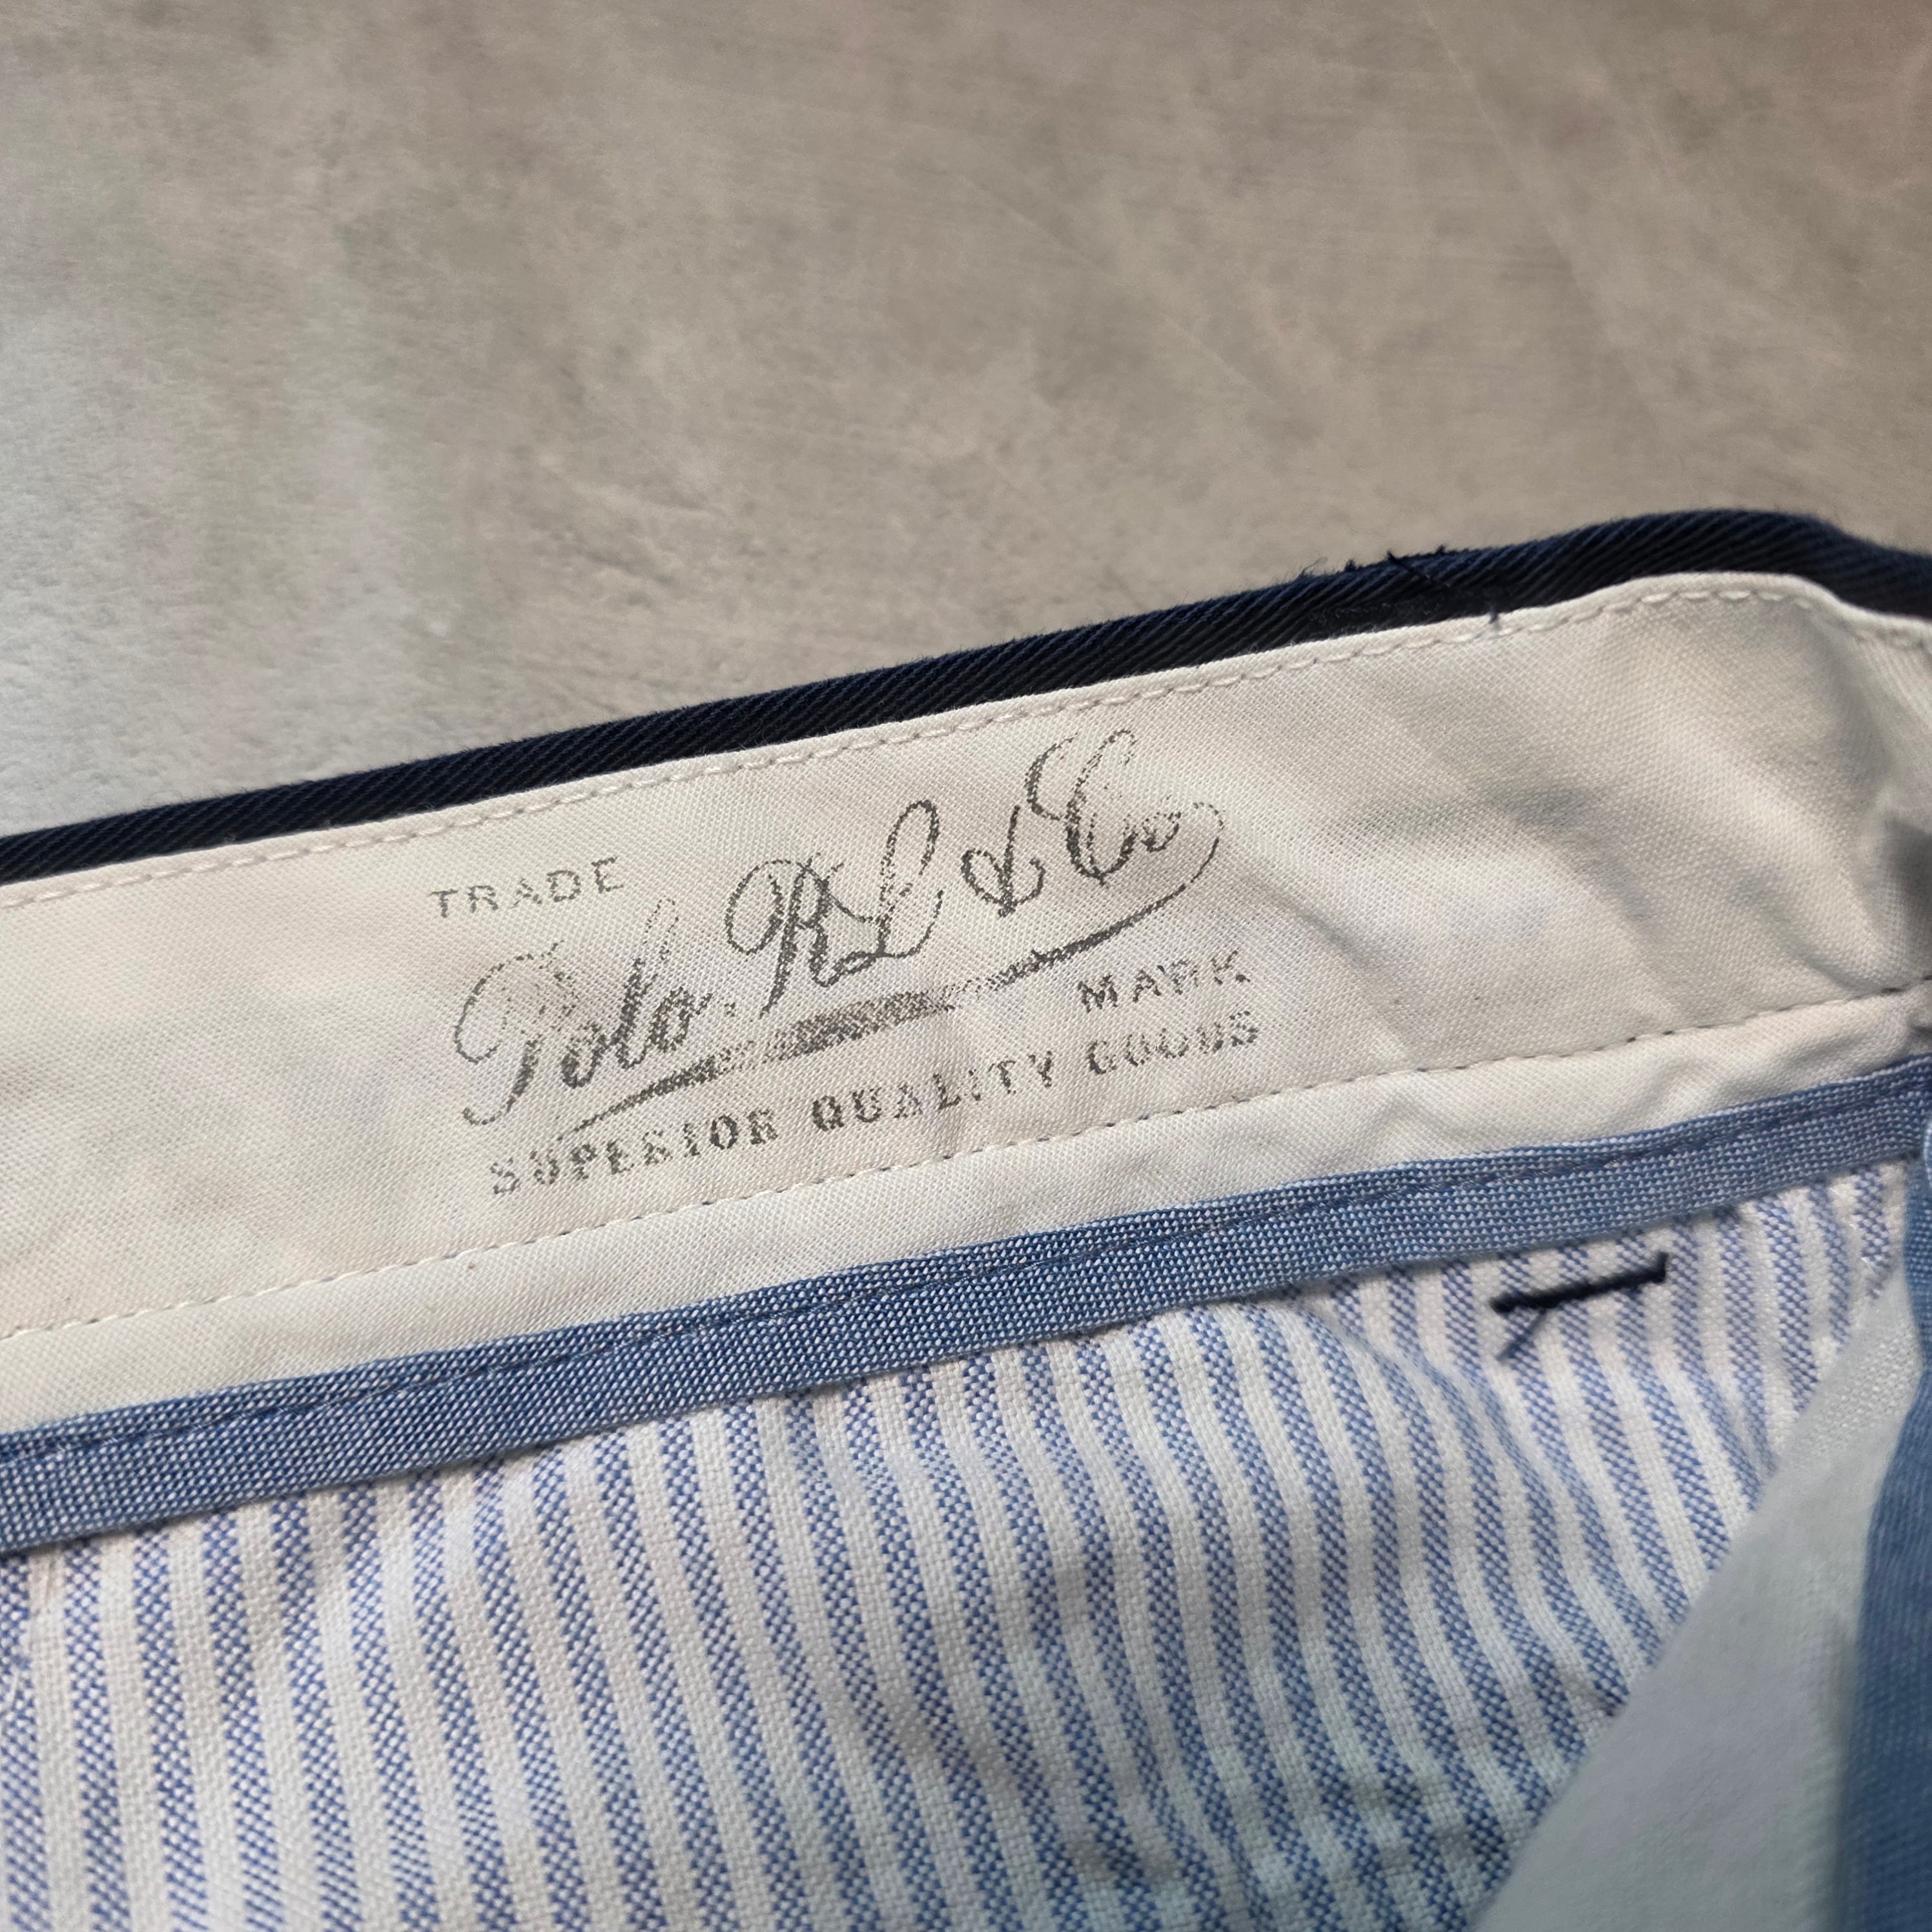 TRADE
Polo. RL & Co
MARK
SUPERIOR QUALITY GOODS